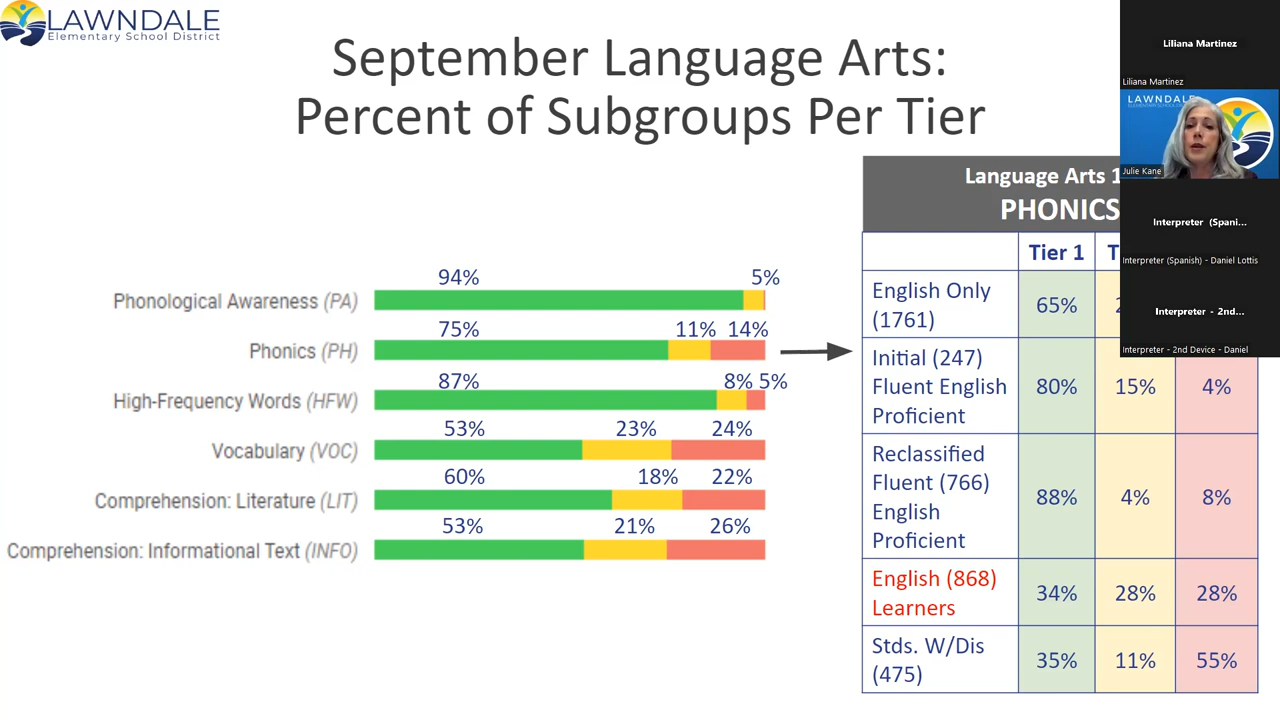 LAWNDALE
Elementary School District
September Language Arts:
Percent of Subgroups Per Tier
94% 5%
Phonological Awareness (PA)
75% 11% 14%
Phonics (PH)
87% 8% 5%
High-Frequency Words (HFW)
53% 23% 24%
Vocabulary (VOC)
60% 18% 22%
Comprehension: Literature (LIT)
53% 21% 26%
Comprehension: Informational Text (INFO)
Language Arts
PHONICS
Tier 1
English Only
(1761)
65%
Initial (247)
Fluent English
Proficient
80% 15% 4%
Reclassified
Fluent (766)
English
Proficient
88% 4% 8%
English (868)
Learners
34% 28% 28%
Stds. W/Dis
(475)
35% 11% 55%
Liliana Martinez
Liliana Martinez
LAWNDALE
Julie Kane
Interpreter (Spani...
Interpreter (Spanish) - Daniel Lottis
Interpreter - 2nd...
Interpreter - 2nd Device - Daniel